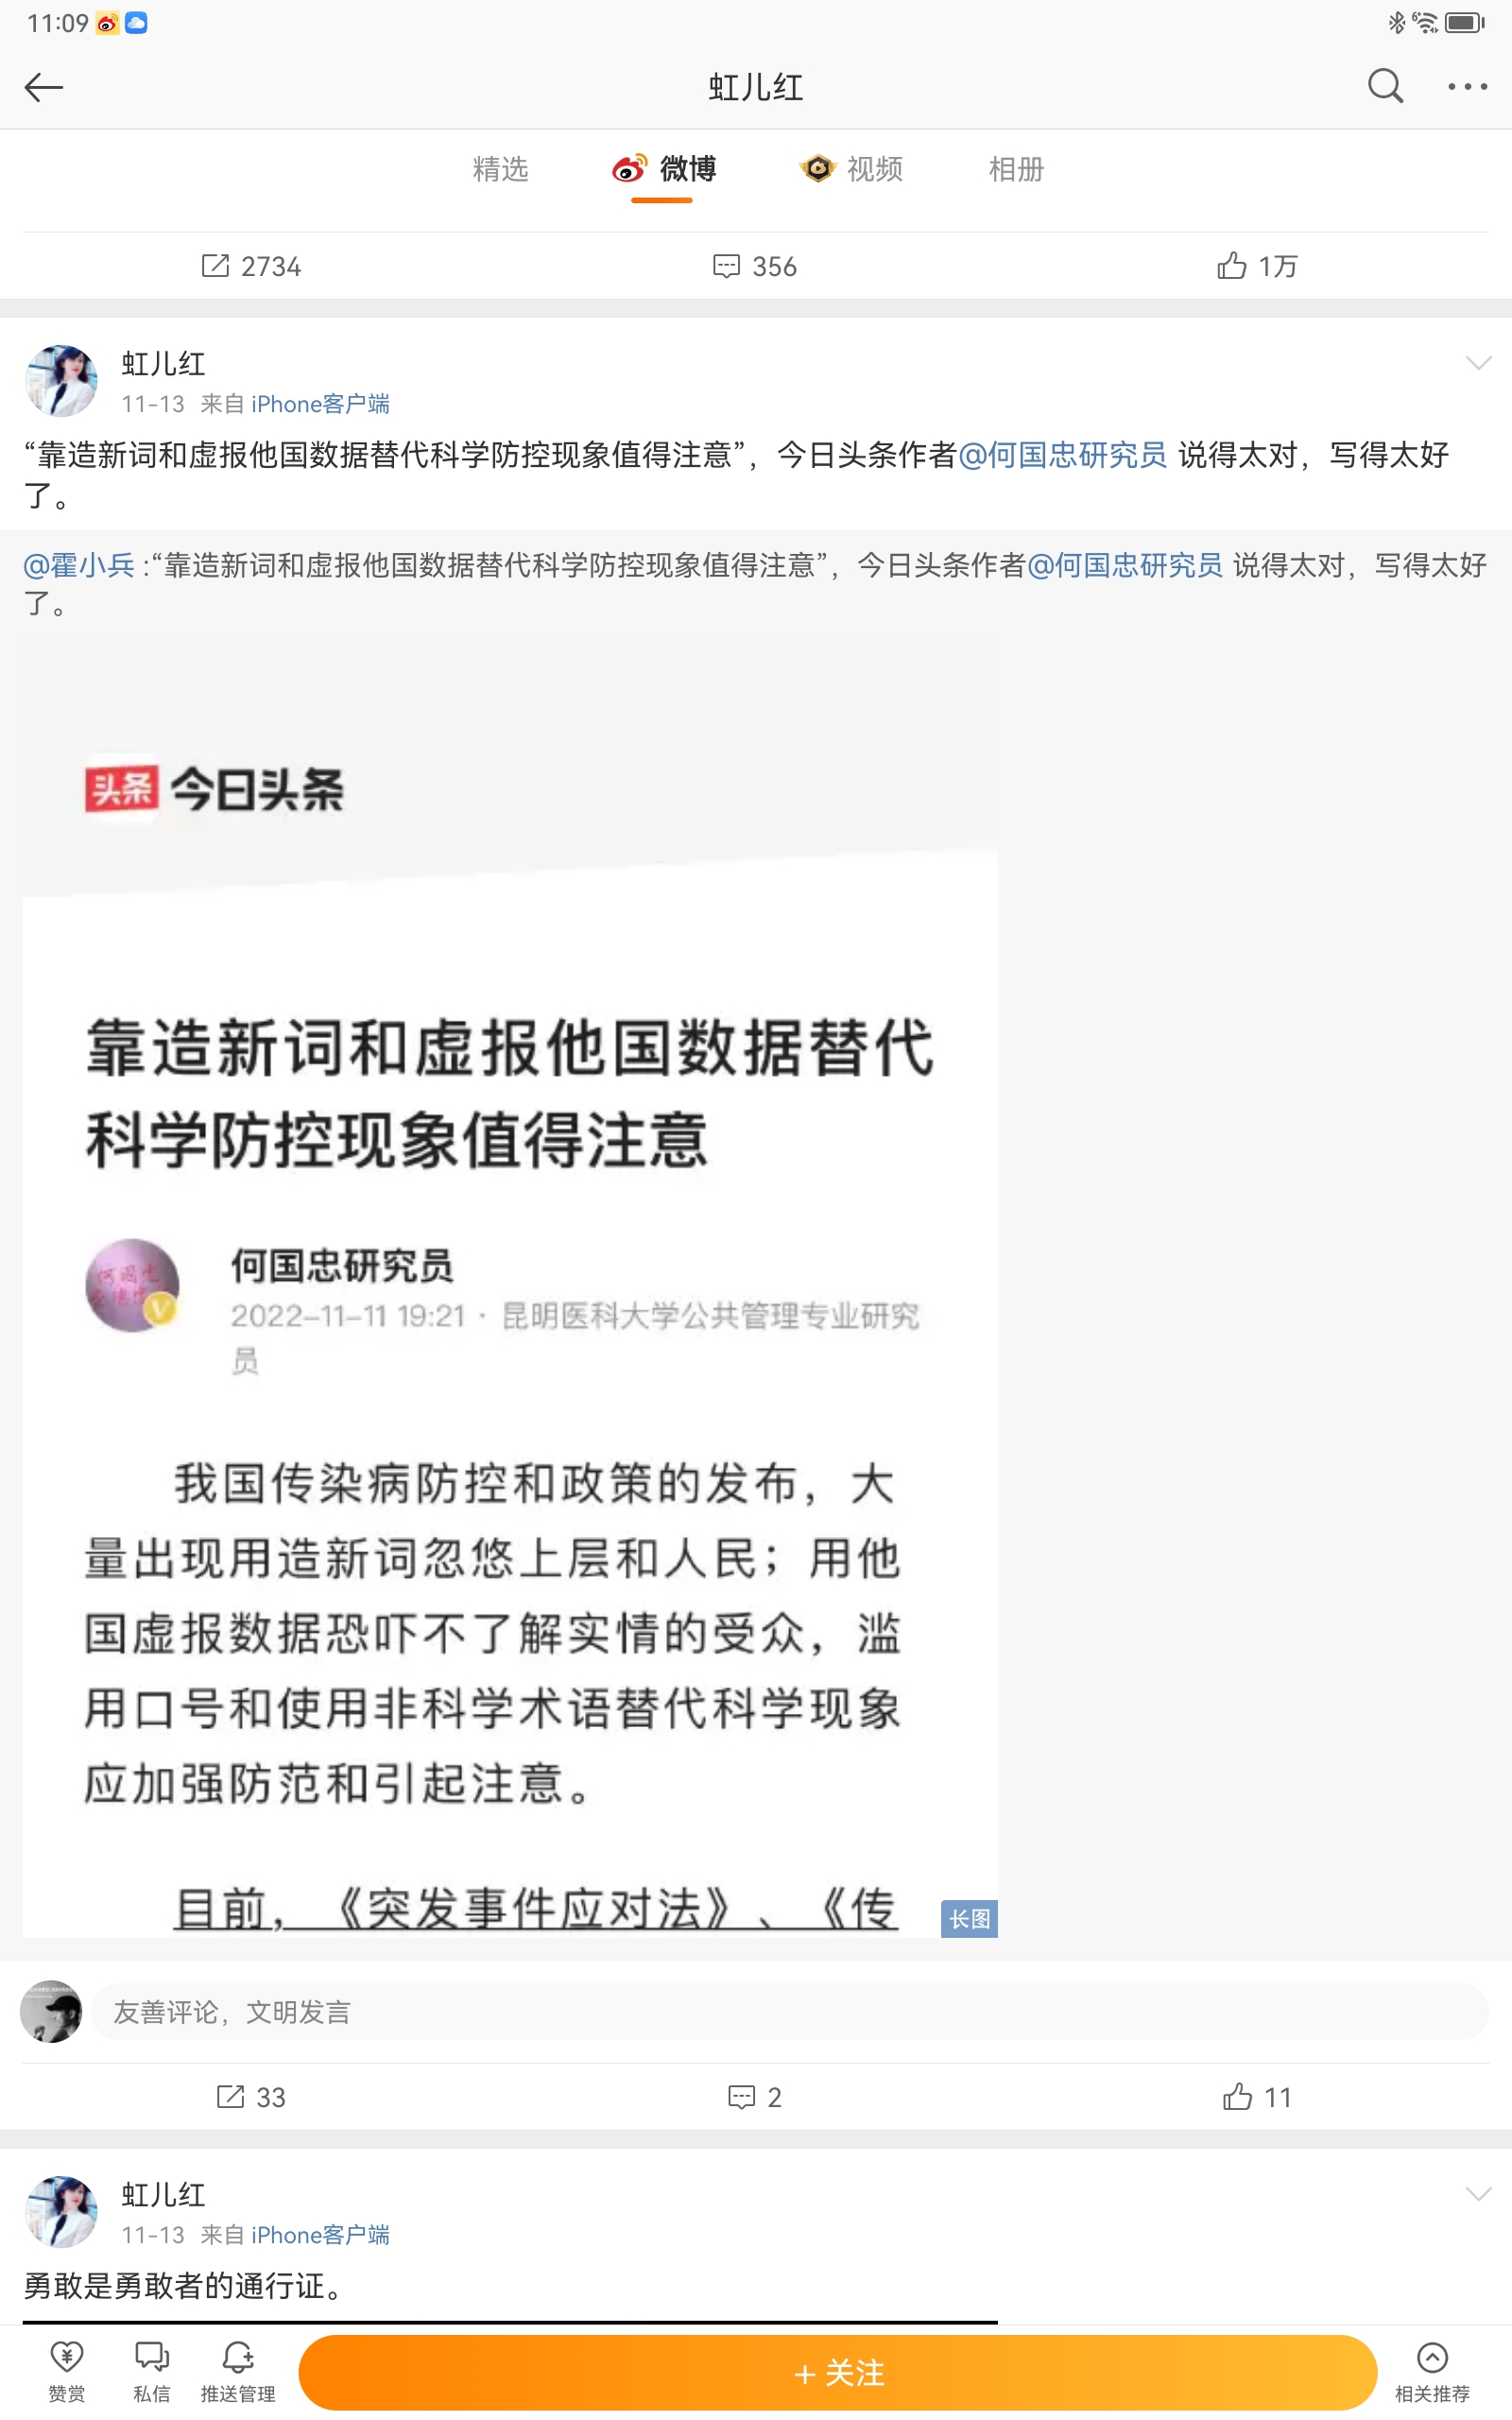 11:09
虹儿红
精选
微博
视频
相册
2734
356
1万
虹儿红
11-13 来自 iPhone客户端
“靠造新词和虚报他国数据替代科学防控现象值得注意”，今日头条作者@何国忠研究员 说得太对，写得太好
了。
@霍小兵 :“靠造新词和虚报他国数据替代科学防控现象值得注意”，今日头条作者@何国忠研究员 说得太对，写得太好
了。
头条 今日头条
靠造新词和虚报他国数据替代
科学防控现象值得注意
何国忠研究员
2022-11-11 19:21 · 昆明医科大学公共管理专业研究
员
我国传染病防控和政策的发布，大
量出现用造新词忽悠上层和人民；用他
国虚报数据恐吓不了解实情的受众，滥
用口号和使用非科学术语替代科学现象
应加强防范和引起注意。
目前，《突发事件应对法》、《传
长图
友善评论，文明发言
33
2
11
虹儿红
11-13 来自 iPhone客户端
勇敢是勇敢者的通行证。
赞赏
私信
推送管理
+ 关注
相关推荐